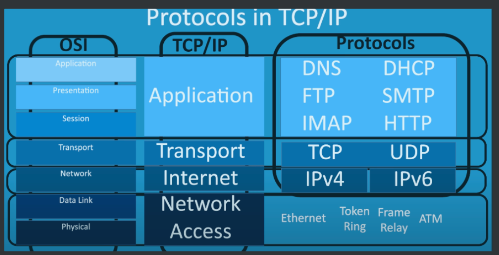 Protocols in TCP/IP
OSI TCP/IP Protocols
Application
Presentation
Session
Application
DNS DHCP
FTP SMTP
IMAP HTTP
Transport Transport TCP UDP
Network Internet IPv4 IPv6
Data Link
Physical
Network
Access
Ethernet Token Ring Frame Relay ATM